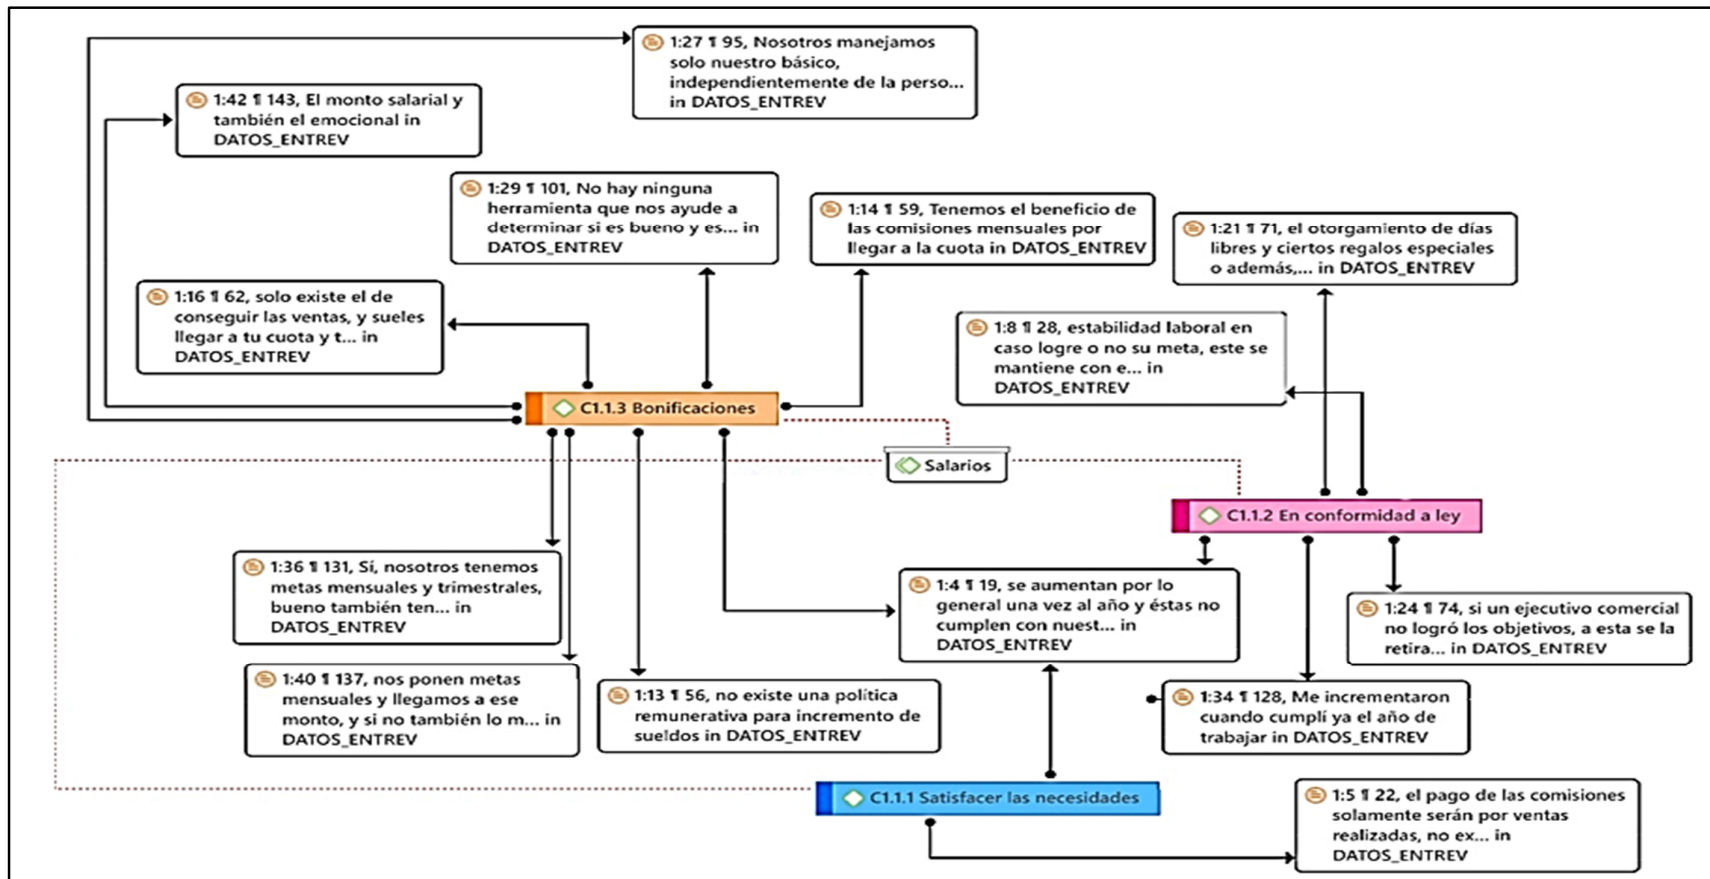 1:27 ¶ 95, Nosotros manejamos
solo nuestro básico,
independientemente de la perso...
in DATOS_ENTREV
1:42 ¶ 143, El monto salarial y
también el emocional in
DATOS_ENTREV
1:29 ¶ 101, No hay ninguna
herramienta que nos ayude a
determinar si es bueno y es... in
DATOS_ENTREV
1:14 ¶ 59, Tenemos el beneficio de
las comisiones mensuales por
llegar a la cuota in DATOS_ENTREV
1:21 ¶ 71, el otorgamiento de días
libres y ciertos regalos especiales
o además,... in DATOS_ENTREV
1:16 ¶ 62, solo existe el de
conseguir las ventas, y sueles
llegar a tu cuota y t... in
DATOS_ENTREV
1:8 ¶ 28, estabilidad laboral en
caso logre o no su meta, este se
mantiene con e... in
DATOS_ENTREV
C1.1.3 Bonificaciones
Salarios
C1.1.2 En conformidad a ley
1:36 ¶ 131, Sí, nosotros tenemos
metas mensuales y trimestrales,
bueno también ten... in
DATOS_ENTREV
1:4 ¶ 19, se aumentan por lo
general una vez al año y éstas no
cumplen con nuest... in
DATOS_ENTREV
1:24 ¶ 74, si un ejecutivo comercial
no logró los objetivos, a esta se la
retira... in DATOS_ENTREV
1:40 ¶ 137, nos ponen metas
mensuales y llegamos a ese
monto, y si no también lo m... in
DATOS_ENTREV
1:13 ¶ 56, no existe una política
remunerativa para incremento de
sueldos in DATOS_ENTREV
1:34 ¶ 128, Me incrementaron
cuando cumplí ya el año de
trabajar in DATOS_ENTREV
C1.1.1 Satisfacer las necesidades
1:5 ¶ 22, el pago de las comisiones
solamente serán por ventas
realizadas, no ex... in
DATOS_ENTREV